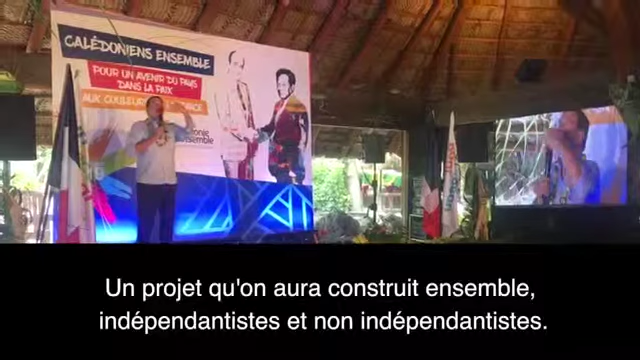 CALÉDONIENS ENSEMBLE
POUR UN AVENIR DU PAYS
DANS LA PAIX
AUX COULEURS
ensemble
Un projet qu'on aura construit ensemble,
indépendantistes et non indépendantistes.